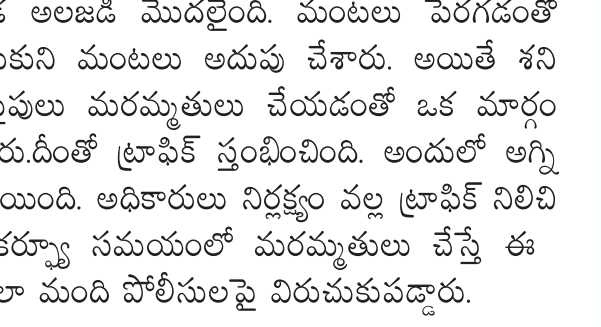 అలజడి మొదలైంది. మంటలు పెరగడంతో
కుని మంటలు అదుపు చేశారు. అయితే శని
పులు మరమ్మతులు చేయడంతో ఒక మార్గం
రు.దీంతో ట్రాఫిక్ స్తంభించింది. అందులో అగ్ని
యింది. అధికారులు నిర్లక్ష్యం వల్ల ట్రాఫిక్ నిలిచి
కర్ఫ్యూ సమయంలో మరమ్మతులు చేస్తే ఈ
లా మంది పోలీసులపై విరుచుకుపడ్డారు.